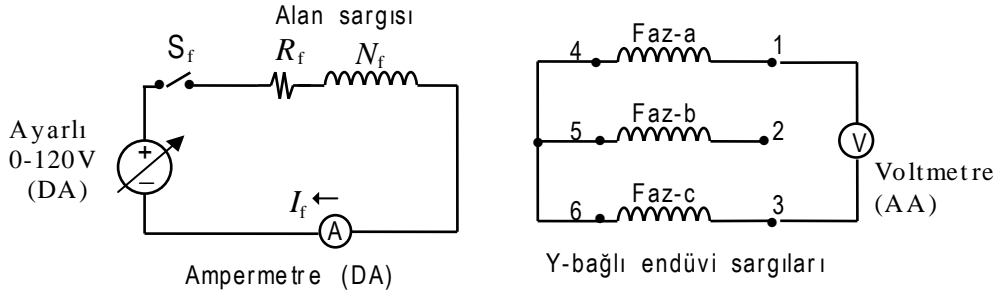 Alan sargısı
S_f
R_f
N_f
Ayarlı
0-120V
(DA)
+
−
I_f ←
A
Ampermetre (DA)
Faz-a
4
1
Faz-b
5
2
Faz-c
6
3
V
Voltmetre
(AA)
Y-bağlı endüvi sargıları